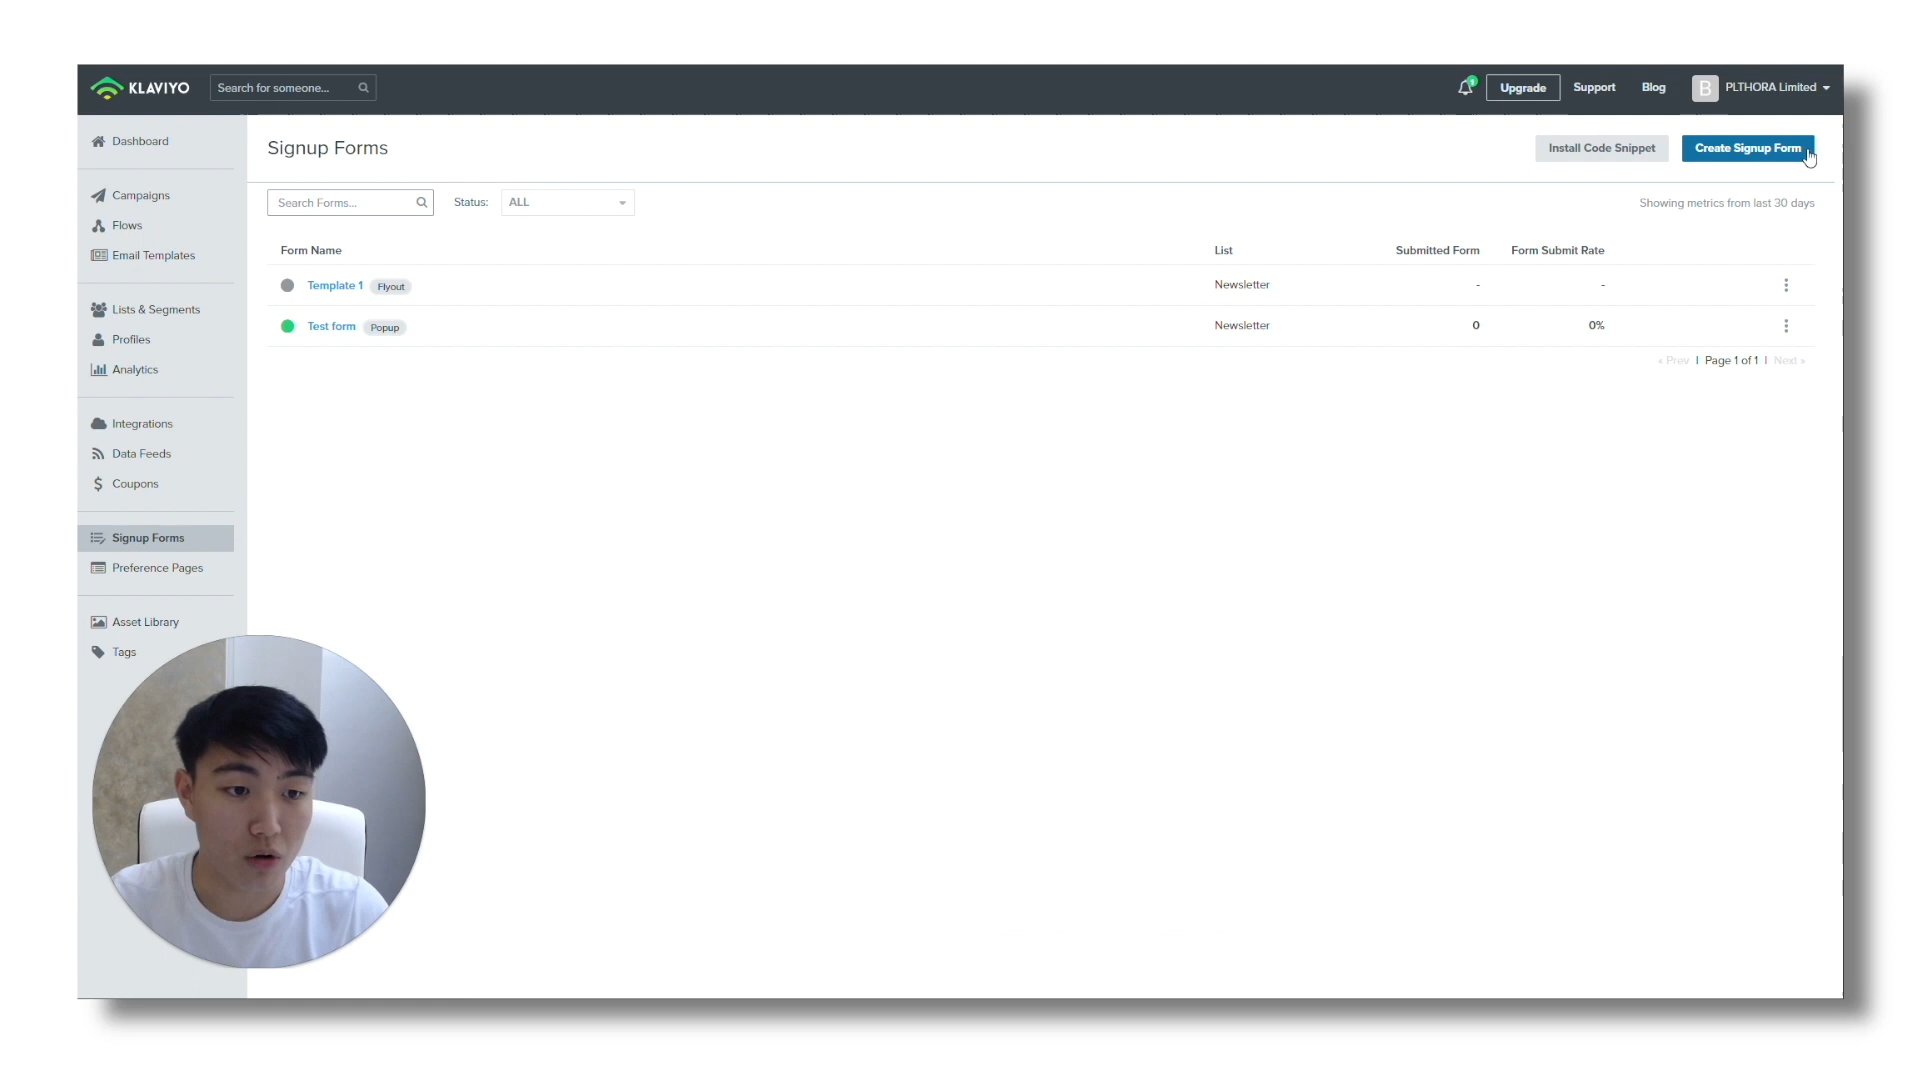 KLAVIYO
Search for someone...
1
Upgrade
Support
Blog
B
PLTHORA Limited
Dashboard
Campaigns
Flows
Email Templates
Lists & Segments
Profiles
Analytics
Integrations
Data Feeds
Coupons
Signup Forms
Preference Pages
Asset Library
Tags
Signup Forms
Install Code Snippet
Create Signup Form
Search Forms...
Status:
ALL
Showing metrics from last 30 days
Form Name
List
Submitted Form
Form Submit Rate
Template 1
Flyout
Newsletter
-
-
Test form
Popup
Newsletter
0
0%
« Prev | Page 1 of 1 | Next »